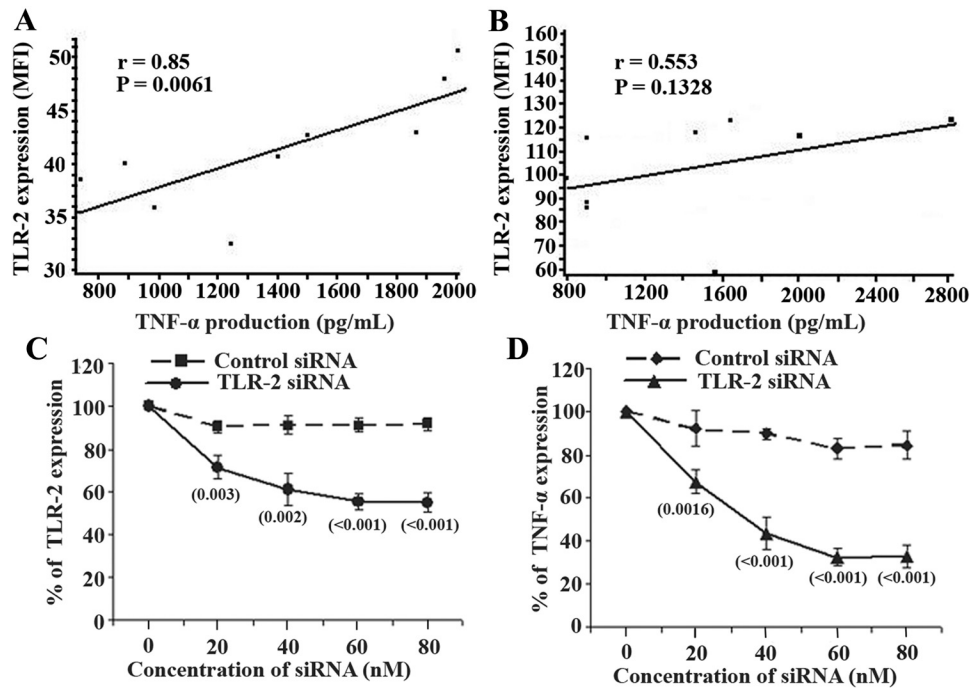 A
TLR-2 expression (MFI)
50
45
40
35
30
r = 0.85
P = 0.0061
800 1000 1200 1400 1600 1800 2000
TNF-α production (pg/mL)
B
TLR-2 expression (MFI)
160
150
140
130
120
110
100
90
80
70
60
r = 0.553
P = 0.1328
800 1200 1600 2000 2400 2800
TNF-α production (pg/mL)
C
Control siRNA
TLR-2 siRNA
% of TLR-2 expression
120
100
80
60
40
20
0
(0.003)
(0.002)
(<0.001)
(<0.001)
0 20 40 60 80
Concentration of siRNA (nM)
D
Control siRNA
TLR-2 siRNA
% of TNF-α expression
120
100
80
60
40
20
0
(0.0016)
(<0.001)
(<0.001)
(<0.001)
0 20 40 60 80
Concentration of siRNA (nM)